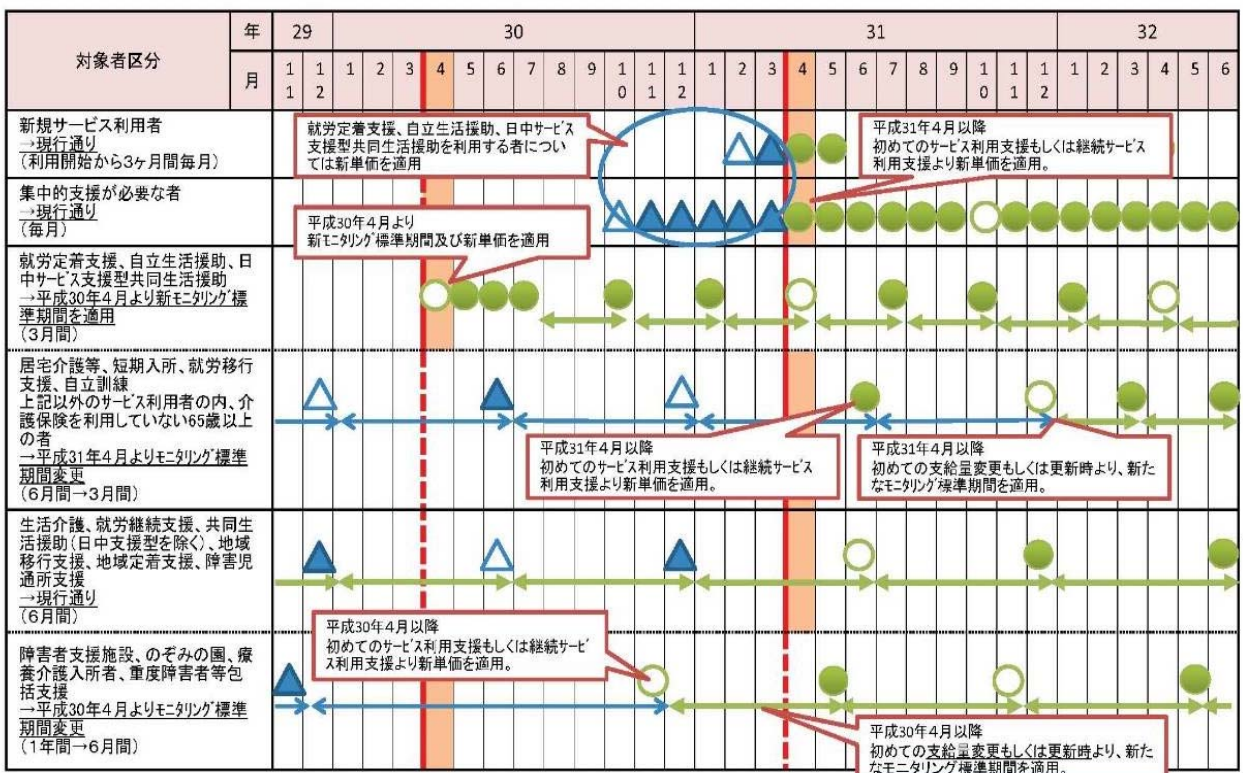 対象者区分
年
29
30
31
32
月
11 12 1 2 3 4 5 6 7 8 9 10 11 12 1 2 3 4 5 6 7 8 9 10 11 12 1 2 3 4 5 6
新規サービス利用者
→現行通り
(利用開始から3ヶ月間毎月)
就労定着支援、自立生活援助、日中サービス
支援型共同生活援助を利用する者につい
ては新単価を適用
平成31年4月以降
初めてのサービス利用支援もしくは継続サービス
利用支援より新単価を適用。
集中的支援が必要な者
→現行通り
(毎月)
平成30年4月より
新モニタリング標準期間及び新単価を適用
就労定着支援、自立生活援助、日
中サービス支援型共同生活援助
→平成30年4月より新モニタリング標
準期間を適用
(3月間)
居宅介護等、短期入所、就労移行
支援、自立訓練
上記以外のサービス利用者の内、介
護保険を利用していない65歳以上
の者
→平成31年4月よりモニタリング標準
期間変更
(6月間→3月間)
平成31年4月以降
初めてのサービス利用支援もしくは継続サービス
利用支援より新単価を適用。
平成31年4月以降
初めての支給量変更もしくは更新時より、新た
なモニタリング標準期間を適用。
生活介護、就労継続支援、共同生
活援助(日中支援型を除く)、地域
移行支援、地域定着支援、障害児
通所支援
→現行通り
(6月間)
平成30年4月以降
初めてのサービス利用支援もしくは継続サービ
ス利用支援より新単価を適用。
障害者支援施設、のぞみの園、療
養介護入所者、重度障害者等包
括支援
→平成30年4月よりモニタリング標準
期間変更
(1年間→6月間)
平成30年4月以降
初めての支給量変更もしくは更新時より、新た
なモニタリング標準期間を適用。